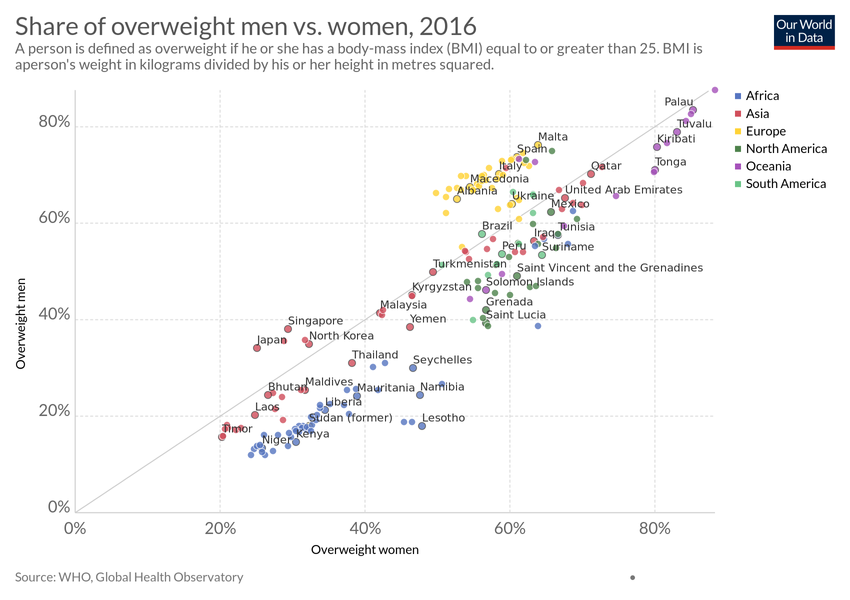 Share of overweight men vs. women, 2016
A person is defined as overweight if he or she has a body-mass index (BMI) equal to or greater than 25. BMI is
aperson's weight in kilograms divided by his or her height in metres squared.
Our World
in Data
Africa
Asia
Europe
North America
Oceania
South America
80%
60%
40%
20%
0%
Overweight men
Palau
Tuvalu
Malta
Kiribati
Spain
Italy
Qatar
Tonga
Macedonia
Albania
Ukraine
United Arab Emirates
Mexico
Brazil
Iraq
Tunisia
Peru
Suriname
Turkmenistan
Saint Vincent and the Grenadines
Kyrgyzstan
Solomon Islands
Malaysia
Grenada
Singapore
Yemen
Saint Lucia
Japan
North Korea
Thailand
Seychelles
Bhutan
Maldives
Mauritania
Namibia
Laos
Liberia
Sudan (former)
Lesotho
Timor
Niger
Kenya
0%
20%
40%
60%
80%
Overweight women
Source: WHO, Global Health Observatory